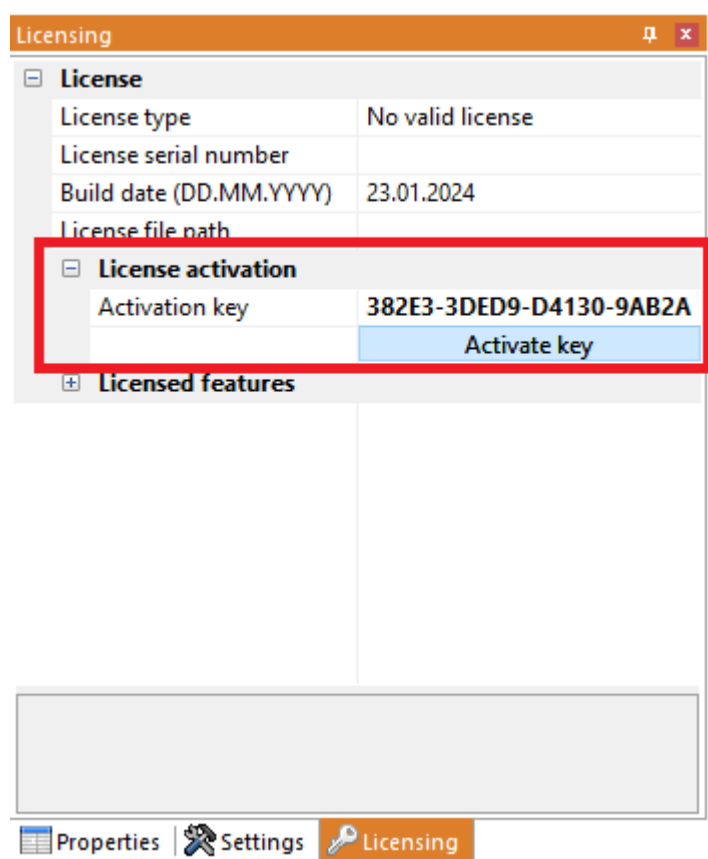 Licensing
License
License type No valid license
License serial number
Build date (DD.MM.YYYY) 23.01.2024
License file path
License activation
Activation key 382E3-3DED9-D4130-9AB2A
Activate key
Licensed features
Properties Settings Licensing